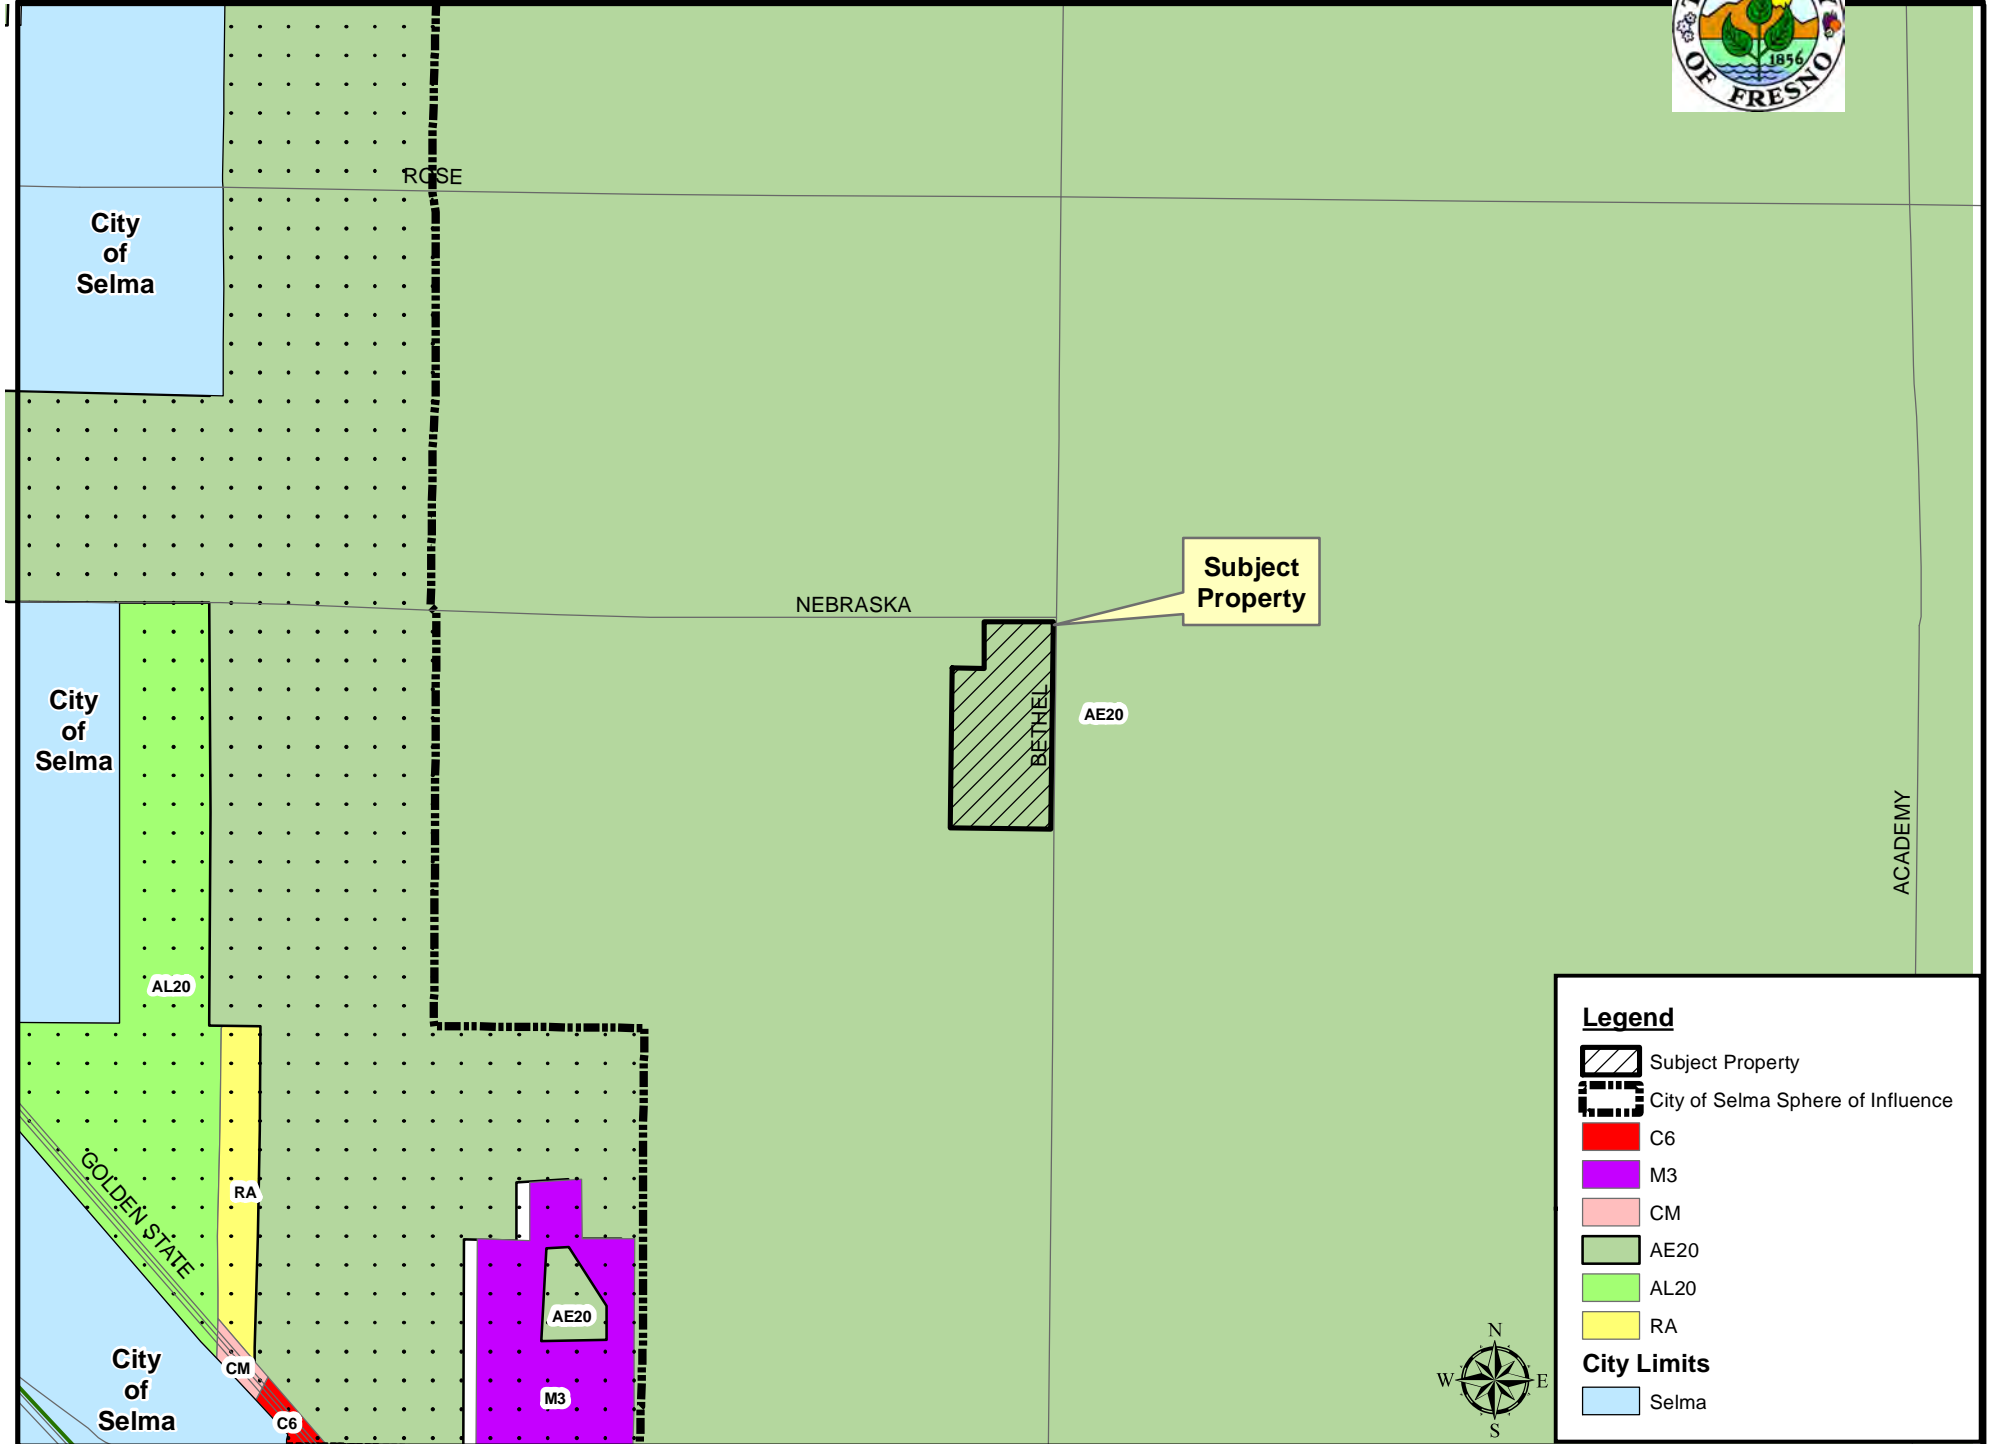 1856
OF FRESNO
ROSE
City
of
Selma
Subject
Property
NEBRASKA
City
of
Selma
BETHEL
AE20
ACADEMY
AL20
GOLDEN STATE
RA
AE20
CM
City
of
Selma
M3
C6
N
W
E
S
Legend
Subject Property
City of Selma Sphere of Influence
C6
M3
CM
AE20
AL20
RA
City Limits
Selma